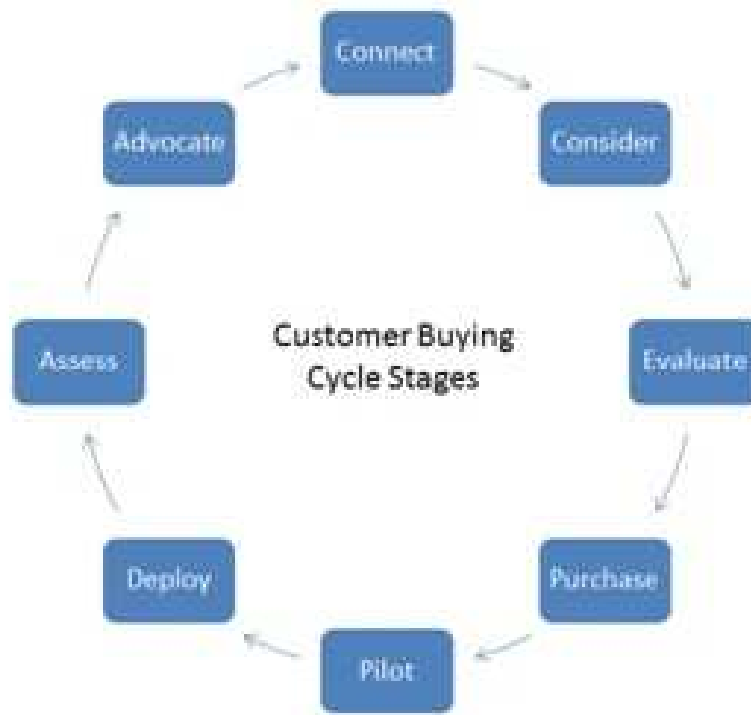 Connect
Consider
Evaluate
Purchase
Pilot
Deploy
Assess
Advocate
Customer Buying
Cycle Stages